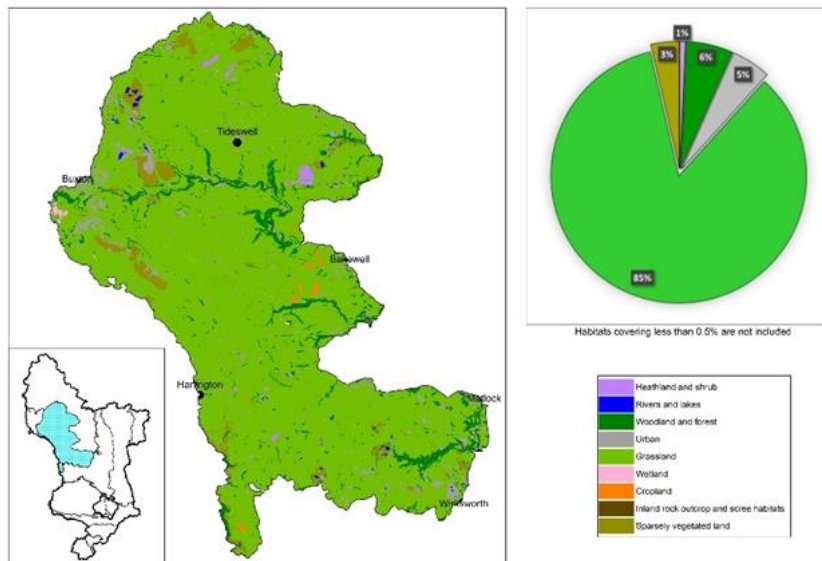 Tideswell
Buxton
Bakewell
Hartington
Matlock
Wirksworth
1%
3%
6%
5%
85%
Habitats covering less than 0.5% are not included
Heathland and shrub
Rivers and lakes
Woodland and forest
Urban
Grassland
Wetland
Cropland
Inland rock outcrop and scree habitats
Sparsely vegetated land